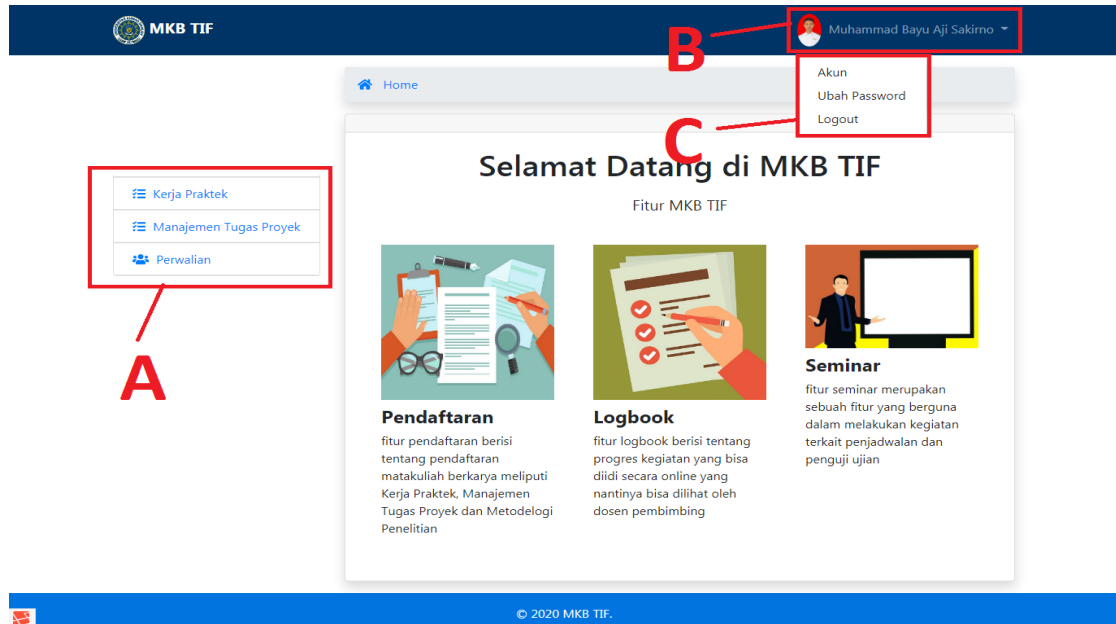 MKB TIF
Muhammad Bayu Aji Sakirno
B
Home
Akun
Ubah Password
Logout
C
Selamat Datang di MKB TIF
Fitur MKB TIF
Kerja Praktek
Manajemen Tugas Proyek
Perwalian
A
Pendaftaran
fitur pendaftaran berisi
tentang pendaftaran
matakuliah berkarya meliputi
Kerja Praktek, Manajemen
Tugas Proyek dan Metodelogi
Penelitian
Logbook
fitur logbook berisi tentang
progres kegiatan yang bisa
diidi secara online yang
nantinya bisa dilihat oleh
dosen pembimbing
Seminar
fitur seminar merupakan
sebuah fitur yang berguna
dalam melakukan kegiatan
terkait penjadwalan dan
penguji ujian
© 2020 MKB TIF.